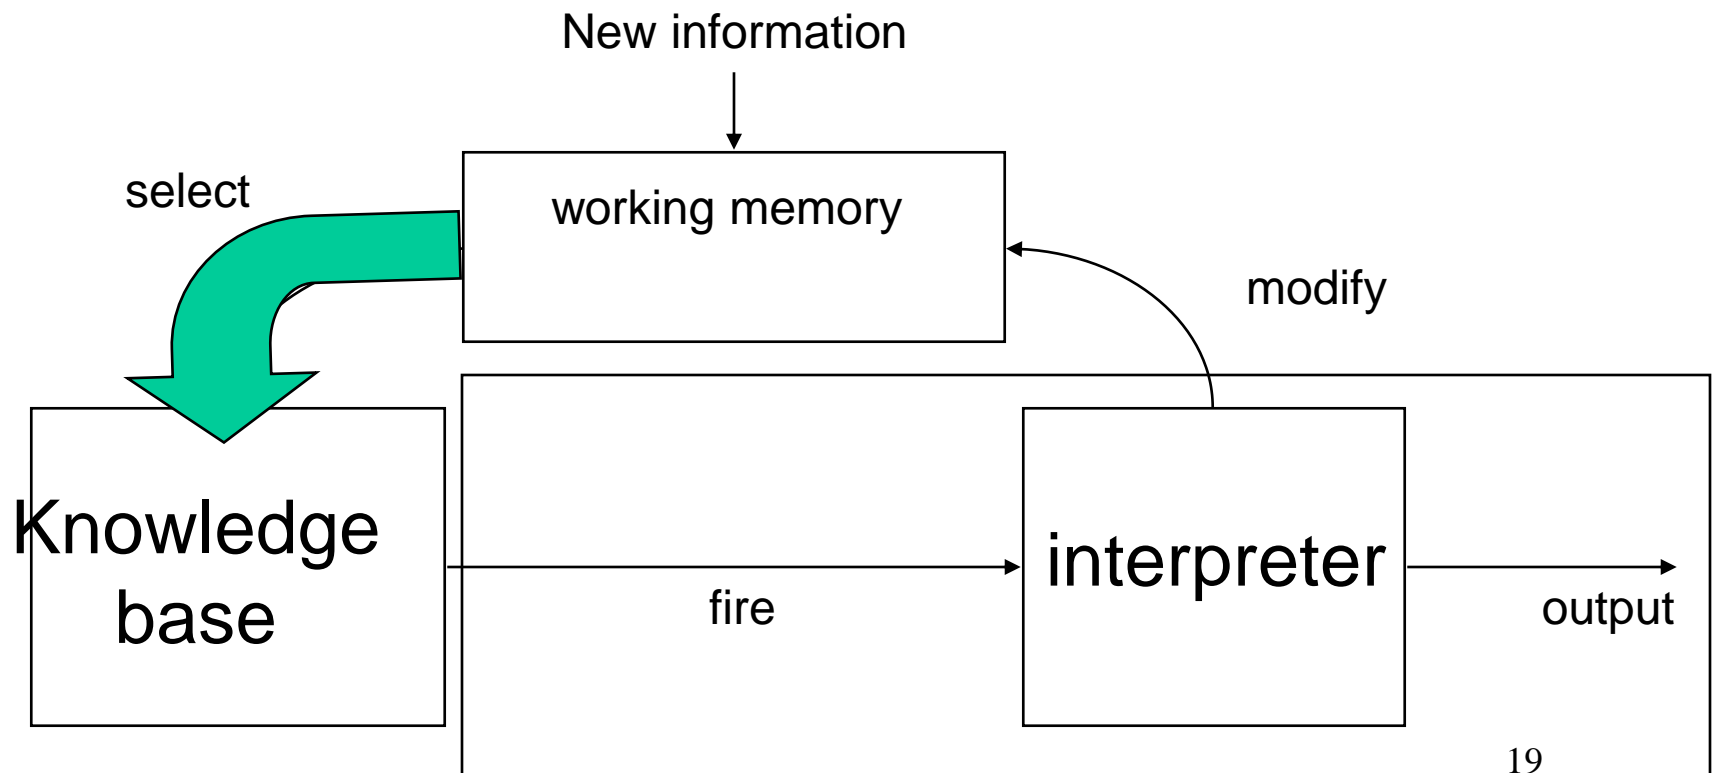 New information
select
working memory
modify
Knowledge
base
interpreter
fire
output
19